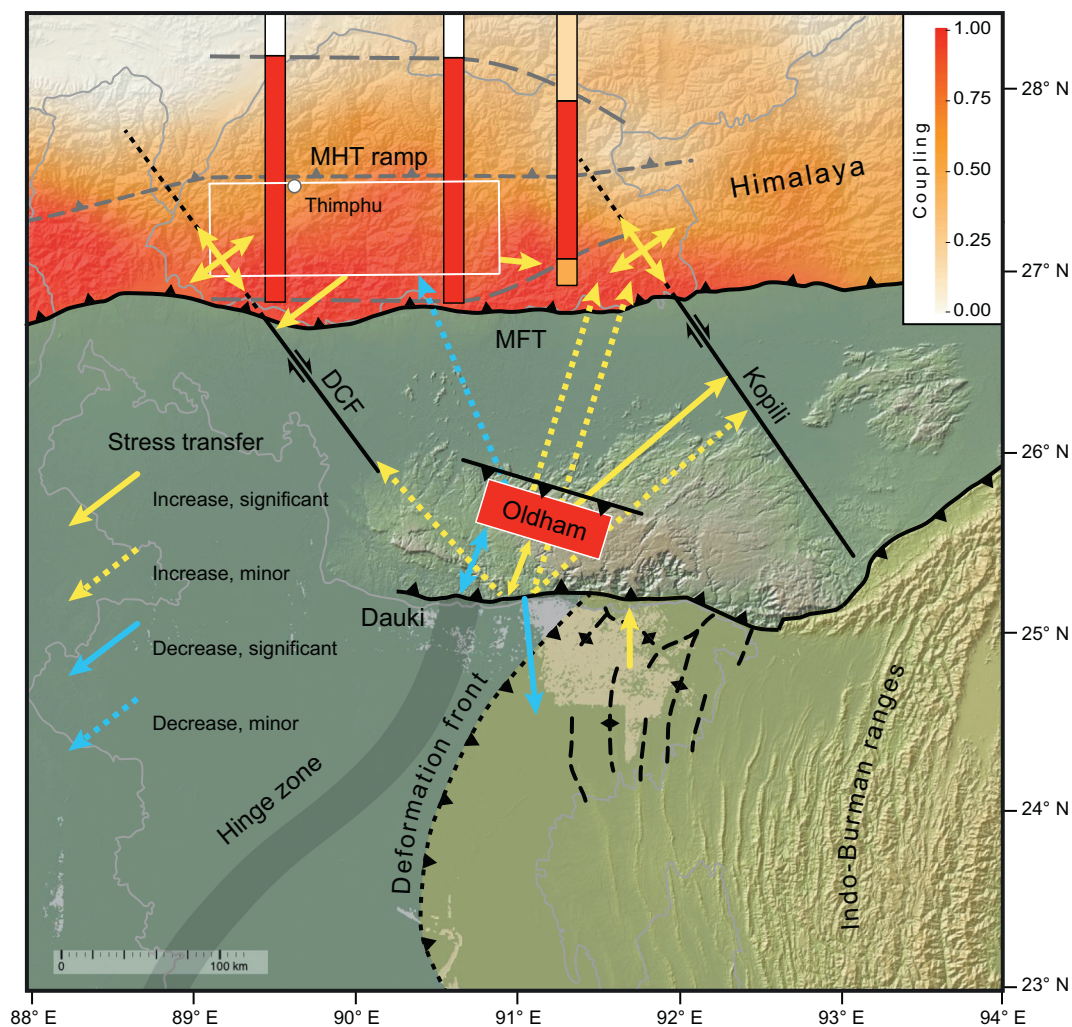 1.00
0.75
0.50
0.25
0.00
Coupling
28° N
27° N
26° N
25° N
24° N
23° N
MHT ramp
Thimphu
Himalaya
MFT
DCF
Kopili
Stress transfer
Increase, significant
Increase, minor
Decrease, significant
Decrease, minor
Oldham
Dauki
Hinge zone
Deformation front
Indo-Burman ranges
0
100 km
88° E
89° E
90° E
91° E
92° E
93° E
94° E